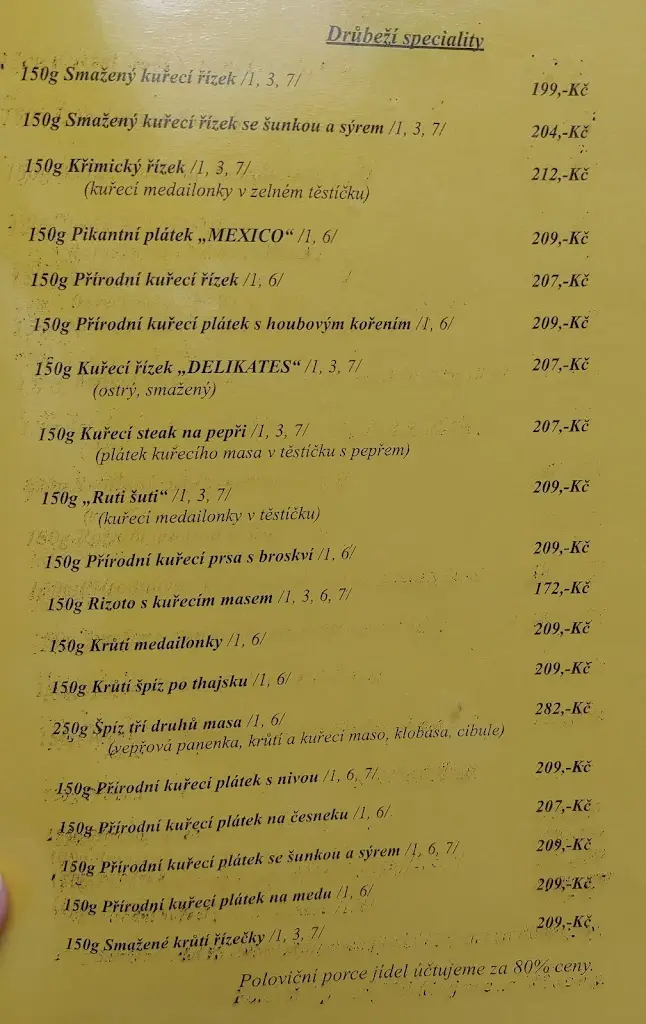 Drůbeží speciality
150g Smažený kuřecí řízek /1, 3, 7/ 199,-Kč
150g Smažený kuřecí řízek se šunkou a sýrem /1, 3, 7/ 204,-Kč
150g Křimický řízek /1, 3, 7/ 212,-Kč
(kuřecí medailonky v zelném těstíčku)
150g Pikantní plátek „MEXICO“ /1, 6/ 209,-Kč
150g Přírodní kuřecí řízek /1, 6/ 207,-Kč
150g Přírodní kuřecí plátek s houbovým kořením /1, 6/ 209,-Kč
150g Kuřecí řízek „DELIKATES“ /1, 3, 7/ 207,-Kč
(ostrý, smažený)
150g Kuřecí steak na pepři /1, 3, 7/ 207,-Kč
(plátek kuřecího masa v těstíčku s pepřem)
150g „Ruti šuti“ /1, 3, 7/ 209,-Kč
(kuřecí medailonky v těstíčku)
150g Přírodní kuřecí prsa s broskví /1, 6/ 209,-Kč
150g Rizoto s kuřecím masem /1, 3, 6, 7/ 172,-Kč
150g Krůtí medailonky /1, 6/ 209,-Kč
150g Krůtí špíz po thajsku /1, 6/ 209,-Kč
250g Špíz tří druhů masa /1, 6/ 282,-Kč
(vepřová panenka, krůtí a kuřecí maso, klobása, cibule)
150g Přírodní kuřecí plátek s nivou /1, 6, 7/ 209,-Kč
150g Přírodní kuřecí plátek na česneku /1, 6/ 207,-Kč
150g Přírodní kuřecí plátek se šunkou a sýrem /1, 6, 7/ 209,-Kč
150g Přírodní kuřecí plátek na medu /1, 6/ 209,-Kč
150g Smažené krůtí řízečky /1, 3, 7/ 209,-Kč
Poloviční porce jídel účtujeme za 80% ceny.